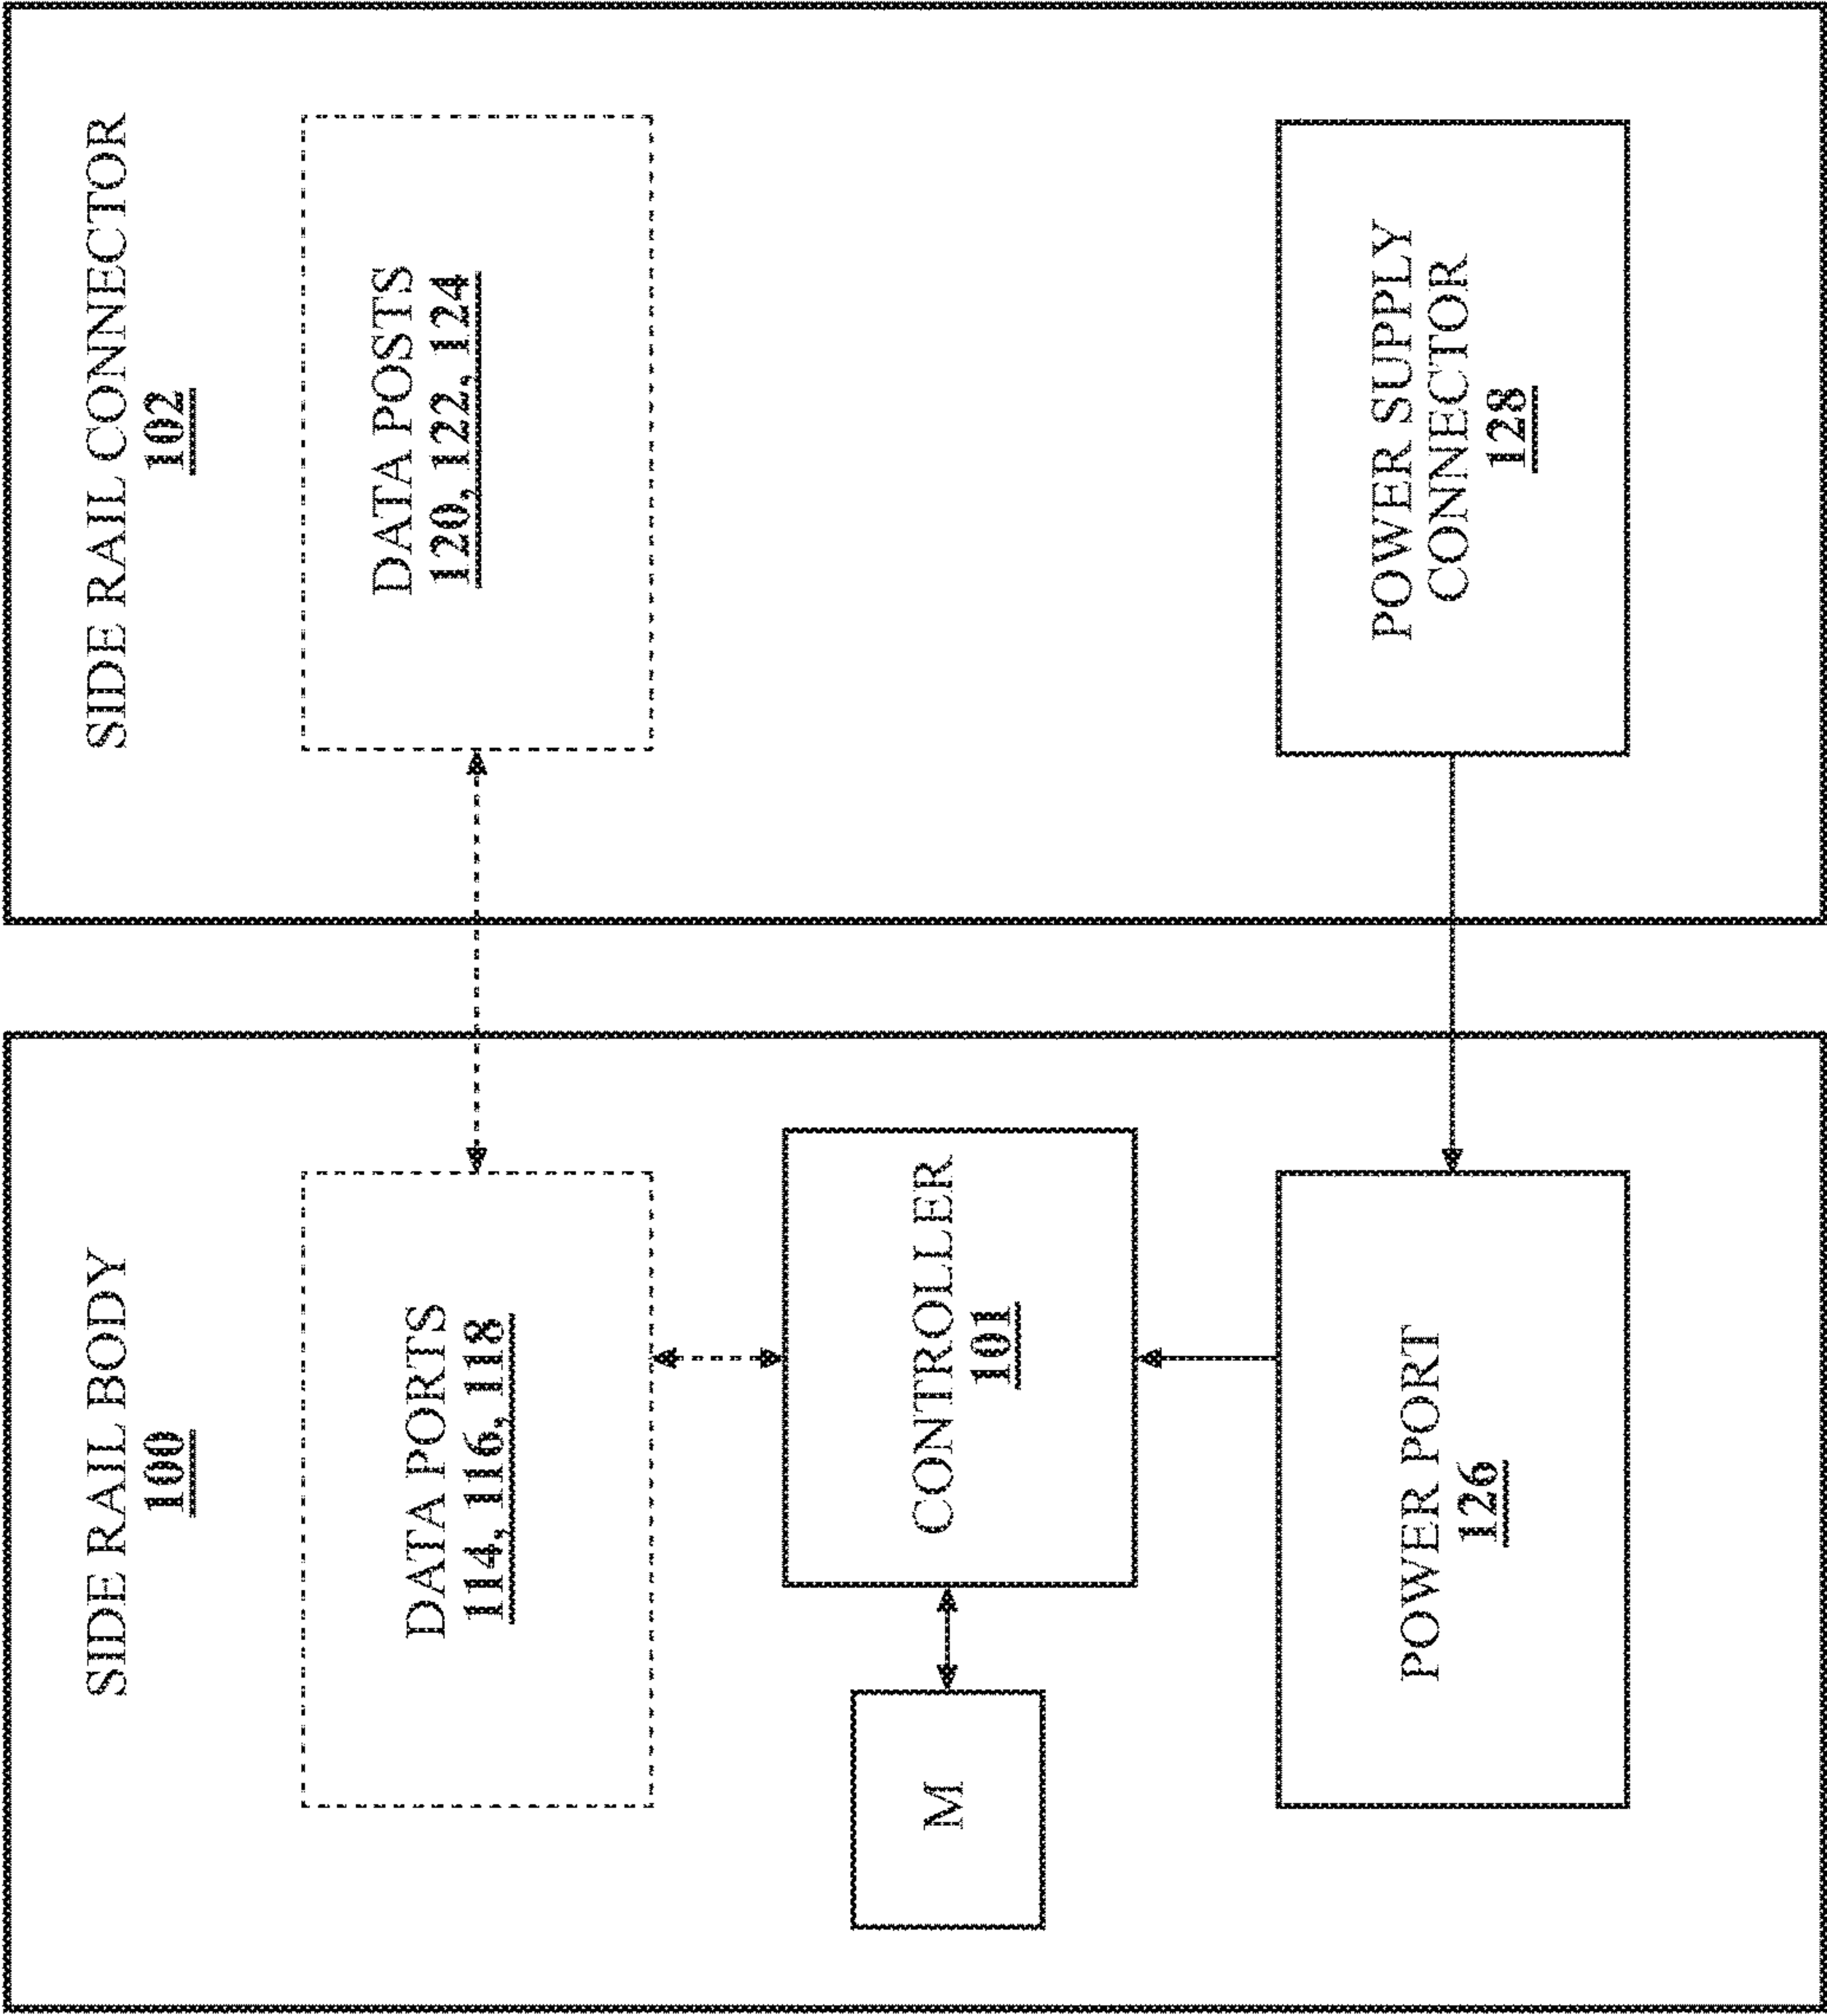 SIDE RAIL BODY
100
DATA PORTS
114, 116, 118
M
CONTROLLER
101
POWER PORT
126
SIDE RAIL CONNECTOR
102
DATA POSTS
120, 122, 124
POWER SUPPLY
CONNECTOR
128